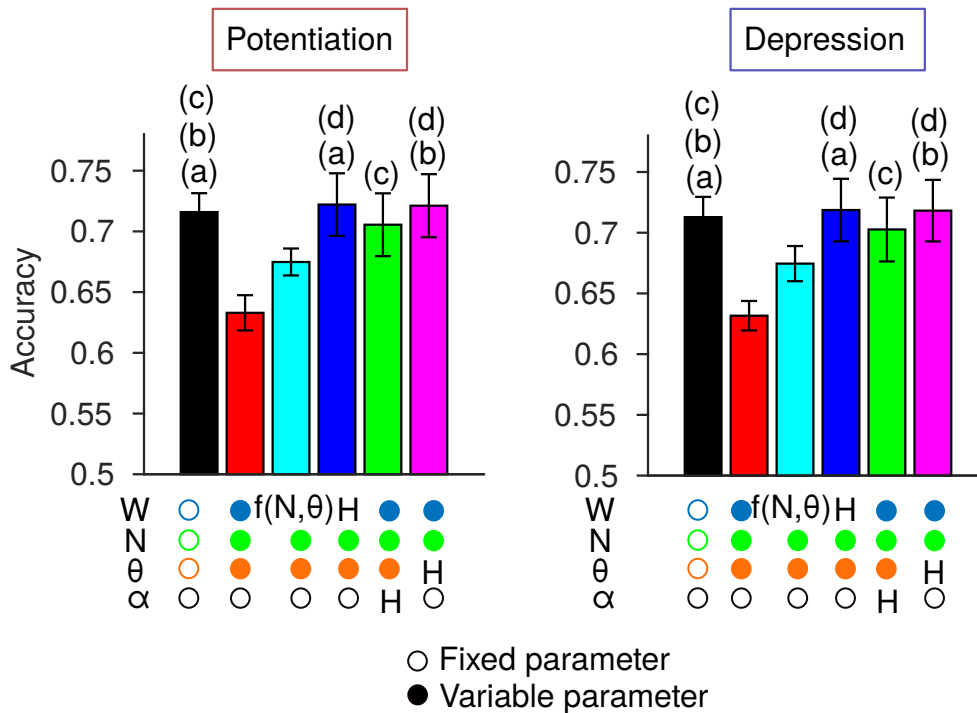 Potentiation
Depression
(c)
(b)
(a)
(d)
(a)
(c)
(d)
(b)
(c)
(b)
(a)
(d)
(a)
(c)
(d)
(b)
Accuracy
0.75
0.7
0.65
0.6
0.55
0.5
0.75
0.7
0.65
0.6
0.55
0.5
W f(N,θ) H
N
θ H
α H
W f(N,θ) H
N
θ H
α H
Fixed parameter
Variable parameter